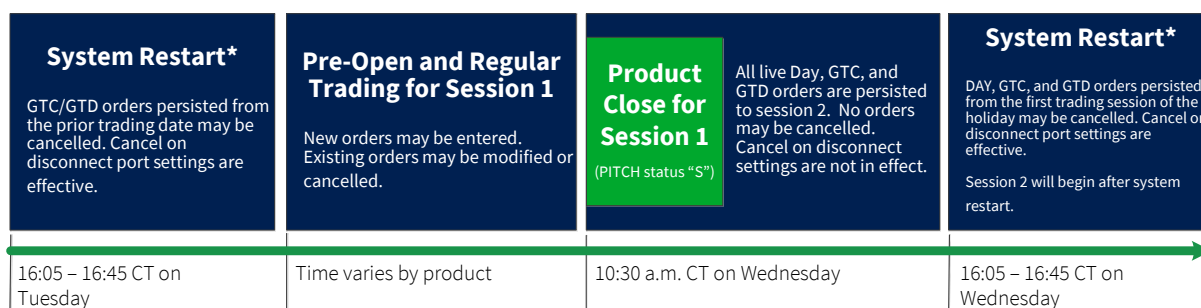 System Restart*
GTC/GTD orders persisted from
the prior trading date may be
cancelled. Cancel on
disconnect port settings are
effective.
Pre-Open and Regular
Trading for Session 1
New orders may be entered.
Existing orders may be modified or
cancelled.
Product
Close for
Session 1
(PITCH status “S”)
All live Day, GTC, and
GTD orders are persisted
to session 2. No orders
may be cancelled.
Cancel on disconnect
settings are not in effect.
System Restart*
DAY, GTC, and GTD orders persisted
from the first trading session of the
holiday may be cancelled. Cancel on
disconnect port settings are
effective.
Session 2 will begin after system
restart.
16:05 – 16:45 CT on
Tuesday
Time varies by product
10:30 a.m. CT on Wednesday
16:05 – 16:45 CT on
Wednesday